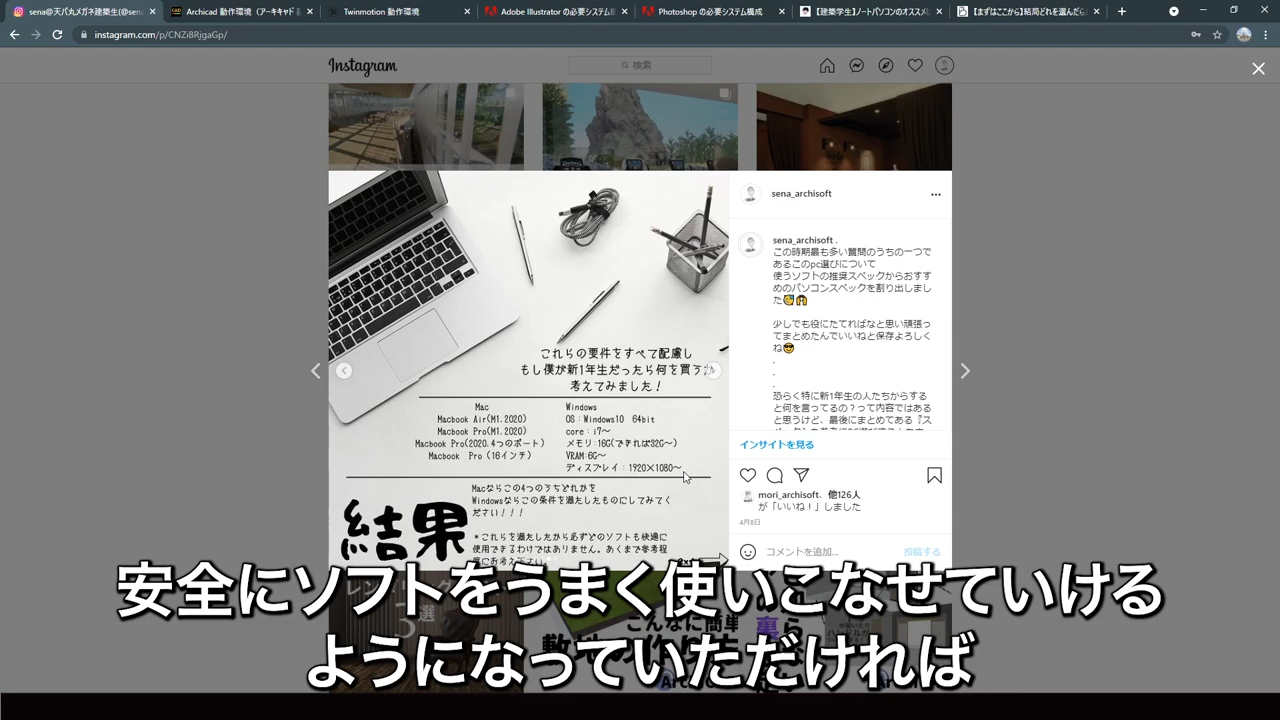 sena@天パ丸メガネ建築生(@sena
Archicad 動作環境（アーキキャド
Twinmotion 動作環境
Adobe Illustrator の必要システム
Photoshop の必要システム構成
【建築学生】ノートパソコンのオススメ
【まずはここから】結局どれを選んだら
instagram.com/p/CNZi8RjgaGp/
Instagram
検索
sena_archisoft
これらの要件をすべて配慮し
もし僕が新1年生だったら何を買うか
考えてみました！
Mac
Macbook Air(M1.2020)
Macbook Pro(M1.2020)
Macbook Pro(2020.4つのポート)
Macbook Pro (16インチ)
Windows
OS：Windows10 64bit
core：i7〜
メモリ：16G(できれば32G〜)
VRAM:6G〜
ディスプレイ：1920×1080〜
結果
Macならこの4つのうちどれかを
Windowsならこの条件を満たしたものにしてみてく
ださい！！！
＊これらを満たしたから必ずどのソフトも快適に
使用できるわけではありません。あくまで参考程
度にお考え下さい。
sena_archisoft .
この時期最も多い質問のうちの一つで
あるこのpc選びについて
使うソフトの推奨スペックからおすす
めのパソコンスペックを割り出しまし
た😅🙌
少しでも役にたてればなと思い頑張っ
てまとめたんでいいねと保存よろしく
ね😎
.
.
.
恐らく特に新1年生の人たちからする
と何を言ってるの？って内容ではある
と思うけど、最後にまとめてある『ス
インサイトを見る
mori_archisoft、他126人
が「いいね！」しました
4月8日
コメントを追加...
投稿する
3選
こんなに簡単
安全にソフトをうまく使いこなせていける
ようになっていただければ